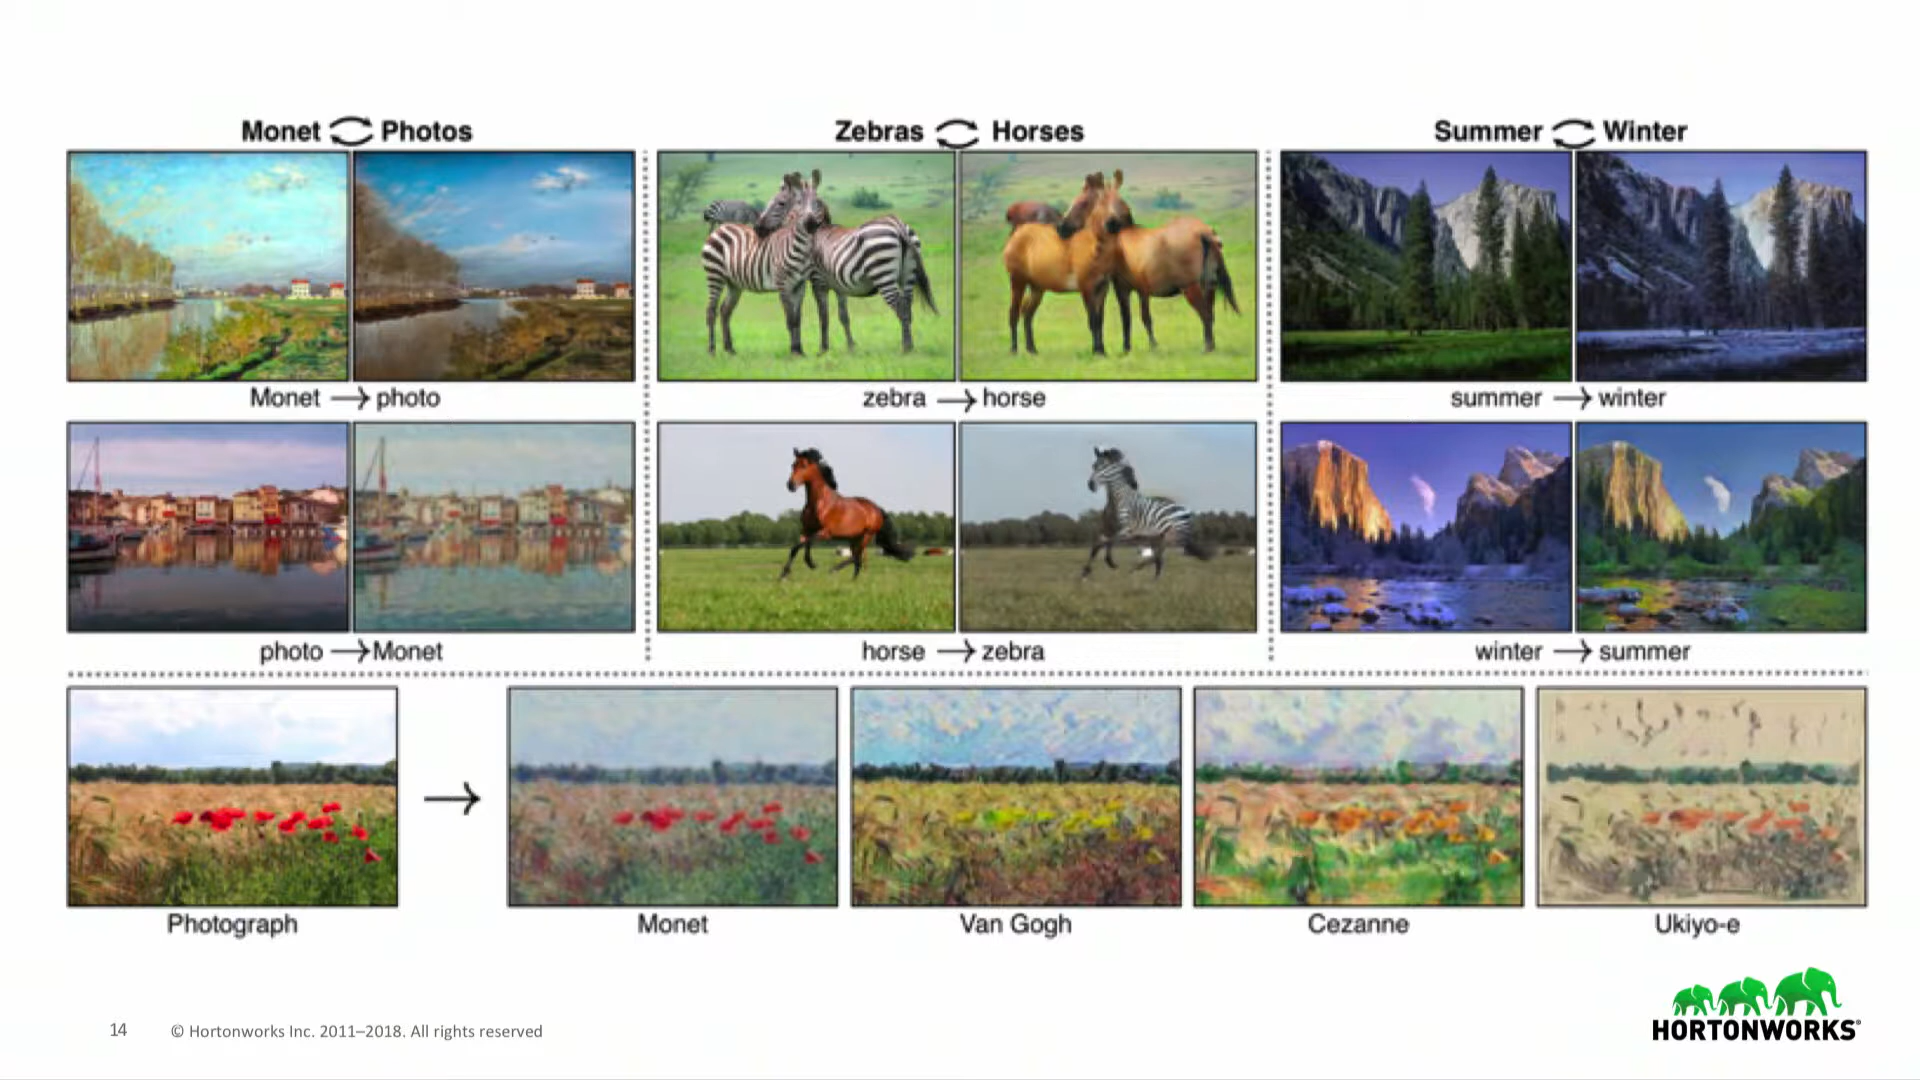 Monet Photos
Zebras Horses
Summer Winter
Monet → photo
zebra → horse
summer → winter
photo → Monet
horse → zebra
winter → summer
Photograph
Monet
Van Gogh
Cezanne
Ukiyo-e
14
© Hortonworks Inc. 2011–2018. All rights reserved
HORTONWORKS®